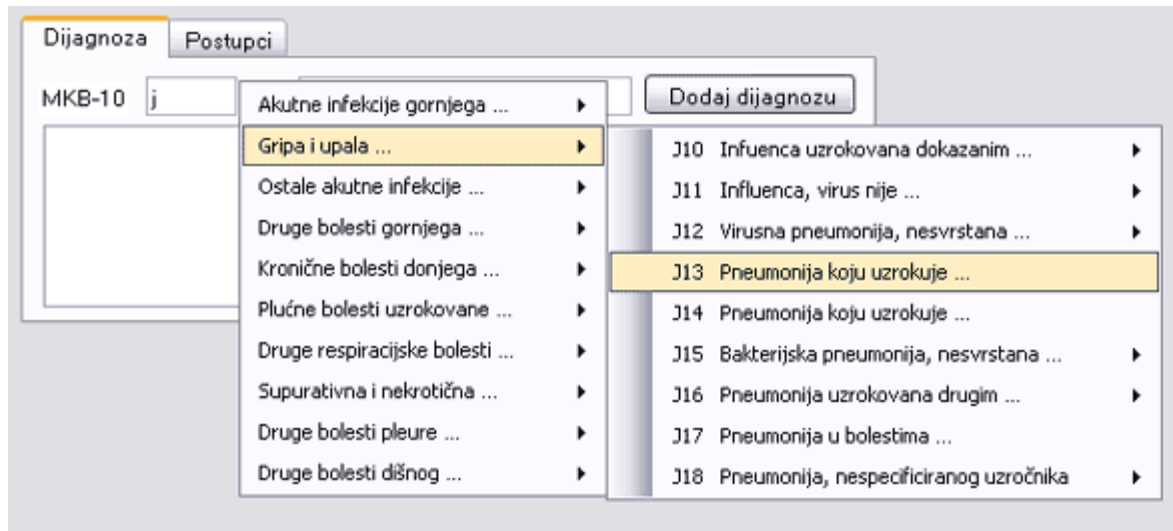 Dijagnoza
Postupci
MKB-10
j
Dodaj dijagnozu
Akutne infekcije gornjega ...
Gripa i upala ...
Ostale akutne infekcije ...
Druge bolesti gornjega ...
Kronične bolesti donjega ...
Plućne bolesti uzrokovane ...
Druge respiracijske bolesti ...
Supurativna i nekrotična ...
Druge bolesti pleure ...
Druge bolesti dišnog ...
J10 Infuenca uzrokovana dokazanim ...
J11 Influenca, virus nije ...
J12 Virusna pneumonija, nesvrstana ...
J13 Pneumonija koju uzrokuje ...
J14 Pneumonija koju uzrokuje ...
J15 Bakterijska pneumonija, nesvrstana ...
J16 Pneumonija uzrokovana drugim ...
J17 Pneumonija u bolestima ...
J18 Pneumonija, nespecificiranog uzročnika